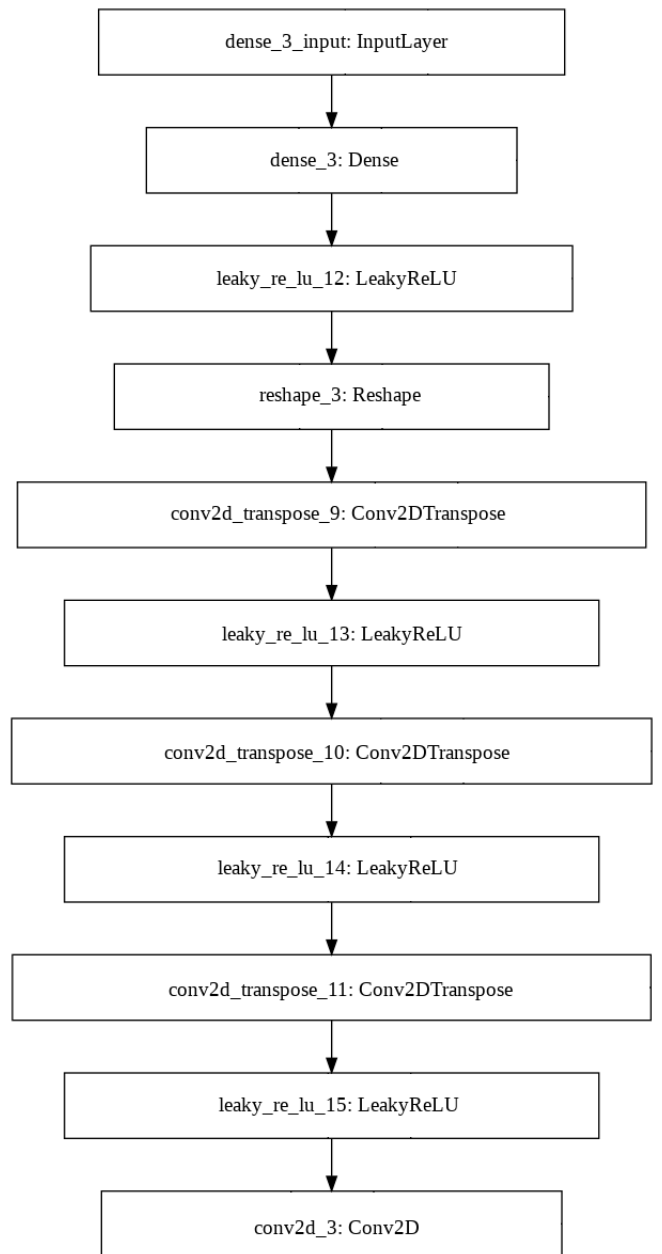 dense_3_input: InputLayer
dense_3: Dense
leaky_re_lu_12: LeakyReLU
reshape_3: Reshape
conv2d_transpose_9: Conv2DTranspose
leaky_re_lu_13: LeakyReLU
conv2d_transpose_10: Conv2DTranspose
leaky_re_lu_14: LeakyReLU
conv2d_transpose_11: Conv2DTranspose
leaky_re_lu_15: LeakyReLU
conv2d_3: Conv2D